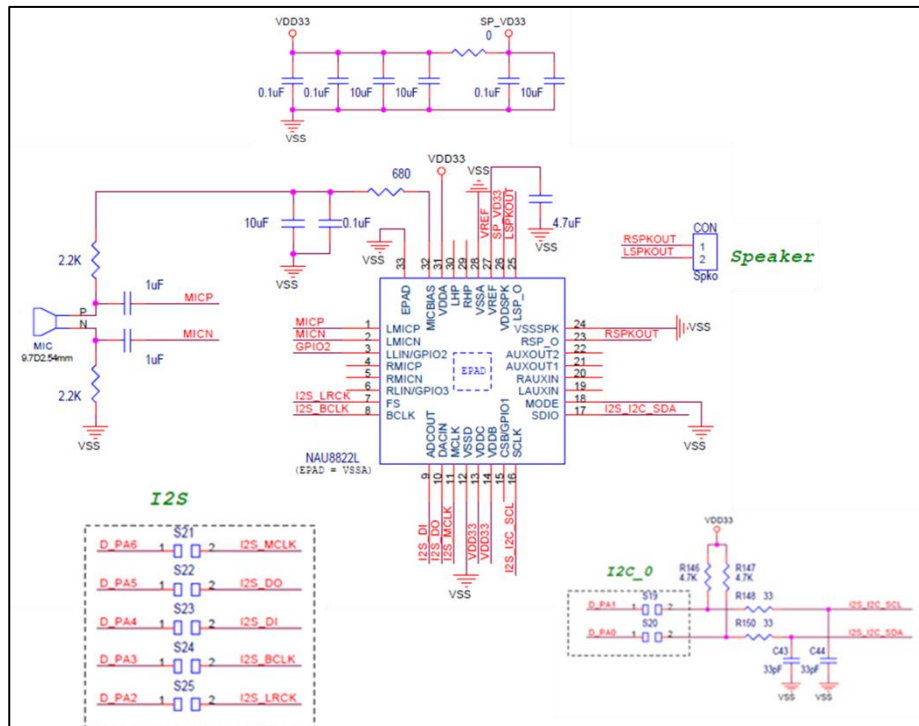 VDD33
SP_VD33
0
0.1uF
0.1uF
10uF
10uF
0.1uF
10uF
VSS
VDD33
680
10uF
0.1uF
VSS
VSS
VSS
VREF
SP_VD33
LSPKOUT
4.7uF
VSS
RSPKOUT
LSPKOUT
CON
1
2
Spko
Speaker
2.2K
1uF
MICP
P
N
MICN
MIC
9.7D2.54mm
1uF
2.2K
VSS
33
32
31
30
29
28
27
26
25
EPAD
MICBIAS
VDDA
LHP
RHP
VSSA
VREF
VDDSPK
LSP_O
MICP 1 LMICP
MICN 2 LMICN
GPIO2 3 LLIN/GPIO2
4 RMICP
5 RMICN
6 RLIN/GPIO3
I2S_LRCK 7 FS
I2S_BCLK 8 BCLK
EPAD
VSSSPK 24 VSS
RSP_O 23 RSPKOUT
AUXOUT2 22
AUXOUT1 21
RAUXIN 20
LAUXIN 19
MODE 18
SDIO 17 I2S_I2C_SDA
VSS
ADCOUT
DACIN
MCLK
VSSD
VDDC
VDDB
CSB/GPIO1
SCLK
9
10
11
12
13
14
15
16
NAU8822L
(EPAD = VSSA)
I2S_DI
I2S_DO
I2S_MCLK
VSS
VDD33
VDD33
I2S_I2C_SCL
I2S
S21
D_PA6 1 2 I2S_MCLK
S22
D_PA5 1 2 I2S_DO
S23
D_PA4 1 2 I2S_DI
S24
D_PA3 1 2 I2S_BCLK
S25
D_PA2 1 2 I2S_LRCK
VDD33
I2C_0
R146
4.7K
R147
4.7K
S19
D_PA1 1 2
R148 33
I2S_I2C_SCL
S20
D_PA0 1 2
R150 33
I2S_I2C_SDA
C43
33pF
C44
33pF
VSS
VSS